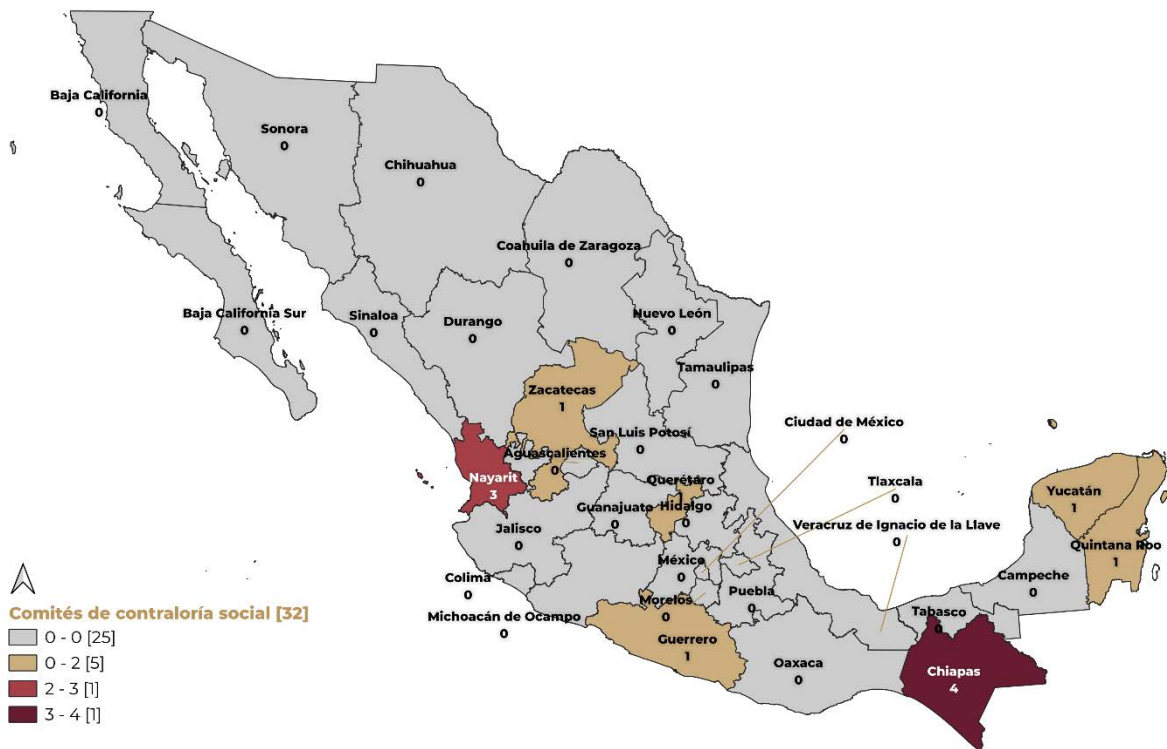 Baja California
0
Sonora
0
Chihuahua
0
Coahuila de Zaragoza
0
Baja California Sur
0
Sinaloa
0
Durango
0
Nuevo León
0
Tamaulipas
0
Zacatecas
1
San Luis Potosí
0
Ciudad de México
0
Aguascalientes
0
Nayarit
3
Querétaro
1
Tlaxcala
0
Yucatán
1
Guanajuato
0
Hidalgo
0
Jalisco
0
Veracruz de Ignacio de la Llave
0
Quintana Roo
1
México
0
Campeche
0
Colima
0
Morelos
0
Puebla
0
Michoacán de Ocampo
0
Tabasco
0
Guerrero
1
Oaxaca
0
Chiapas
4
Comités de contraloría social [32]
0 - 0 [25]
0 - 2 [5]
2 - 3 [1]
3 - 4 [1]